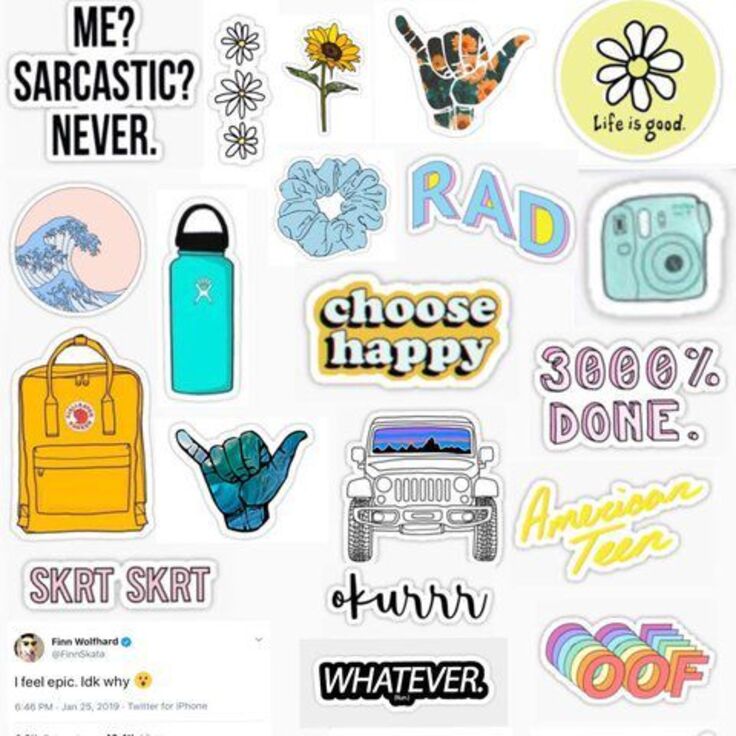 ME?
SARCASTIC?
NEVER.
Life is good.
RAD
choose
happy
3000%
DONE.
American
Teen
SKRT SKRT
okurrr
WHATEVER.
OOF
Finn Wolfhard
@FinnSkata
I feel epic. Idk why 😮
6:46 PM · Jan 25, 2019 · Twitter for iPhone